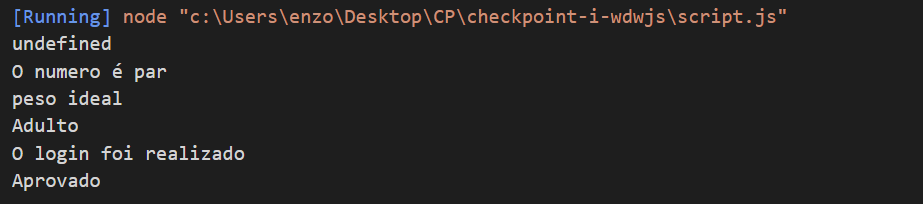 [Running] node "c:\Users\enzo\Desktop\CP\checkpoint-i-wdwjs\script.js"
undefined
O numero é par
peso ideal
Adulto
O login foi realizado
Aprovado